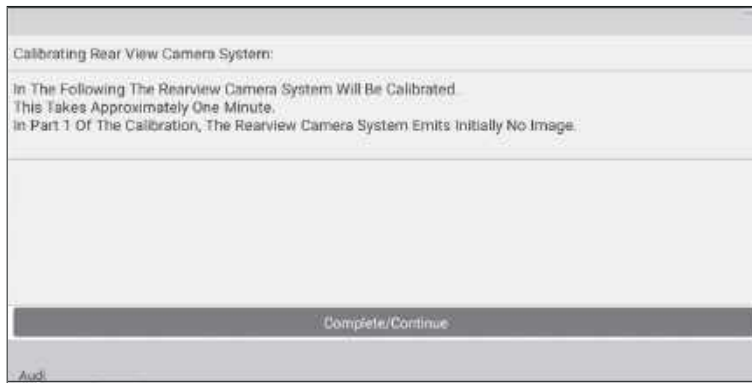 Calibrating Rear View Camera System:
In The Following The Rearview Camera System Will Be Calibrated.
This Takes Approximately One Minute.
In Part 1 Of The Calibration, The Rearview Camera System Emits Initially No Image.
Complete/Continue
Audi